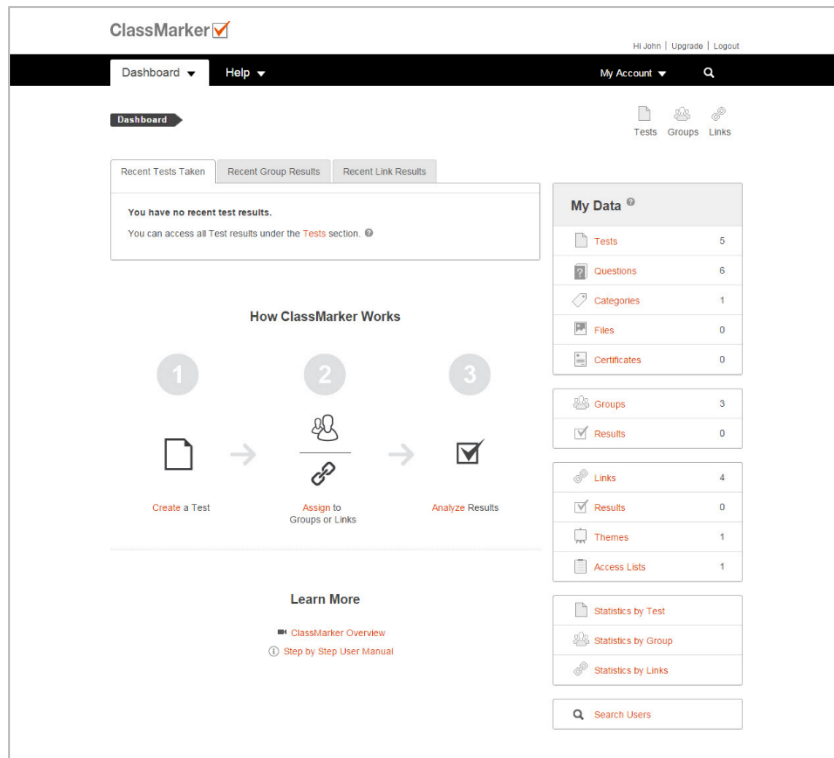 ClassMarker
Hi John | Upgrade | Logout
Dashboard Help My Account
Dashboard
Tests Groups Links
Recent Tests Taken Recent Group Results Recent Link Results
You have no recent test results.
You can access all Test results under the Tests section.
My Data
Tests 5
Questions 6
Categories 1
Files 0
Certificates 0
Groups 3
Results 0
Links 4
Results 0
Themes 1
Access Lists 1
Statistics by Test
Statistics by Group
Statistics by Links
Search Users
How ClassMarker Works
1 2 3
Create a Test
Assign to
Groups or Links
Analyze Results
Learn More
ClassMarker Overview
Step by Step User Manual